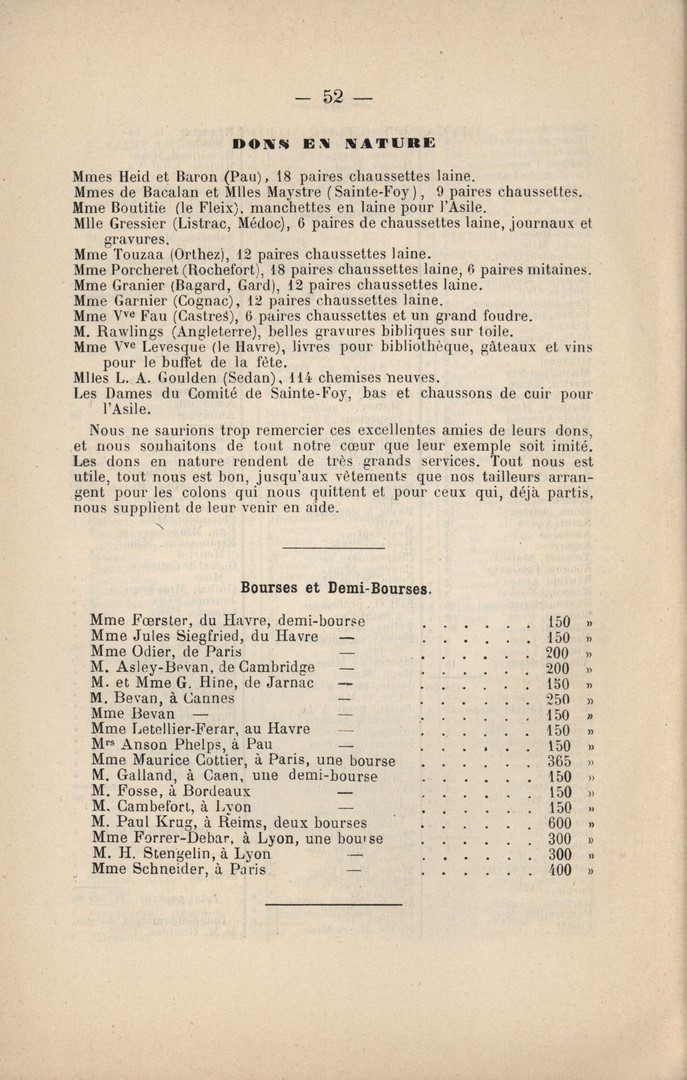 — 52 —
DONS EN NATURE
Mmes Heid et Baron (Pau), 18 paires chaussettes laine.
Mmes de Bacalan et Mlles Maystre (Sainte-Foy), 9 paires chaussettes.
Mme Boutitie (le Fleix), manchettes en laine pour l'Asile.
Mlle Gressier (Listrac, Médoc), 6 paires de chaussettes laine, journaux et
gravures.
Mme Touzaa (Orthez), 12 paires chaussettes laine.
Mme Porcheret (Rochefort), 18 paires chaussettes laine, 6 paires mitaines.
Mme Granier (Bagard, Gard), 12 paires chaussettes laine.
Mme Garnier (Cognac), 12 paires chaussettes laine.
Mme Vve Fau (Castres), 6 paires chaussettes et un grand foudre.
M. Rawlings (Angleterre), belles gravures bibliques sur toile.
Mme Vve Levesque (le Havre), livres pour bibliothèque, gâteaux et vins
pour le buffet de la fête.
Mlles L. A. Goulden (Sedan), 114 chemises neuves.
Les Dames du Comité de Sainte-Foy, bas et chaussons de cuir pour
l'Asile.
Nous ne saurions trop remercier ces excellentes amies de leurs dons,
et nous souhaitons de tout notre cœur que leur exemple soit imité.
Les dons en nature rendent de très grands services. Tout nous est
utile, tout nous est bon, jusqu'aux vêtements que nos tailleurs arran-
gent pour les colons qui nous quittent et pour ceux qui, déjà partis,
nous supplient de leur venir en aide.
Bourses et Demi-Bourses.
Mme Fœrster, du Havre, demi-bourse . . . . . . 150 »
Mme Jules Siegfried, du Havre — . . . . . . 150 »
Mme Odier, de Paris — . . . . . . 200 »
M. Asley-Bevan, de Cambridge — . . . . . . 200 »
M. et Mme G. Hine, de Jarnac — . . . . . . 150 »
M. Bevan, à Cannes — . . . . . . 250 »
Mme Bevan — — . . . . . . 150 »
Mme Letellier-Ferar, au Havre — . . . . . . 150 »
Mrs Anson Phelps, à Pau — . . . . . . 150 »
Mme Maurice Cottier, à Paris, une bourse . . . . . . 365 »
M. Galland, à Caen, une demi-bourse . . . . . . 150 »
M. Fosse, à Bordeaux — . . . . . . 150 »
M. Cambefort, à Lyon — . . . . . . 150 »
M. Paul Krug, à Reims, deux bourses . . . . . . 600 »
Mme Forrer-Debar, à Lyon, une bourse . . . . . . 300 »
M. H. Stengelin, à Lyon — . . . . . . 300 »
Mme Schneider, à Paris — . . . . . . 400 »